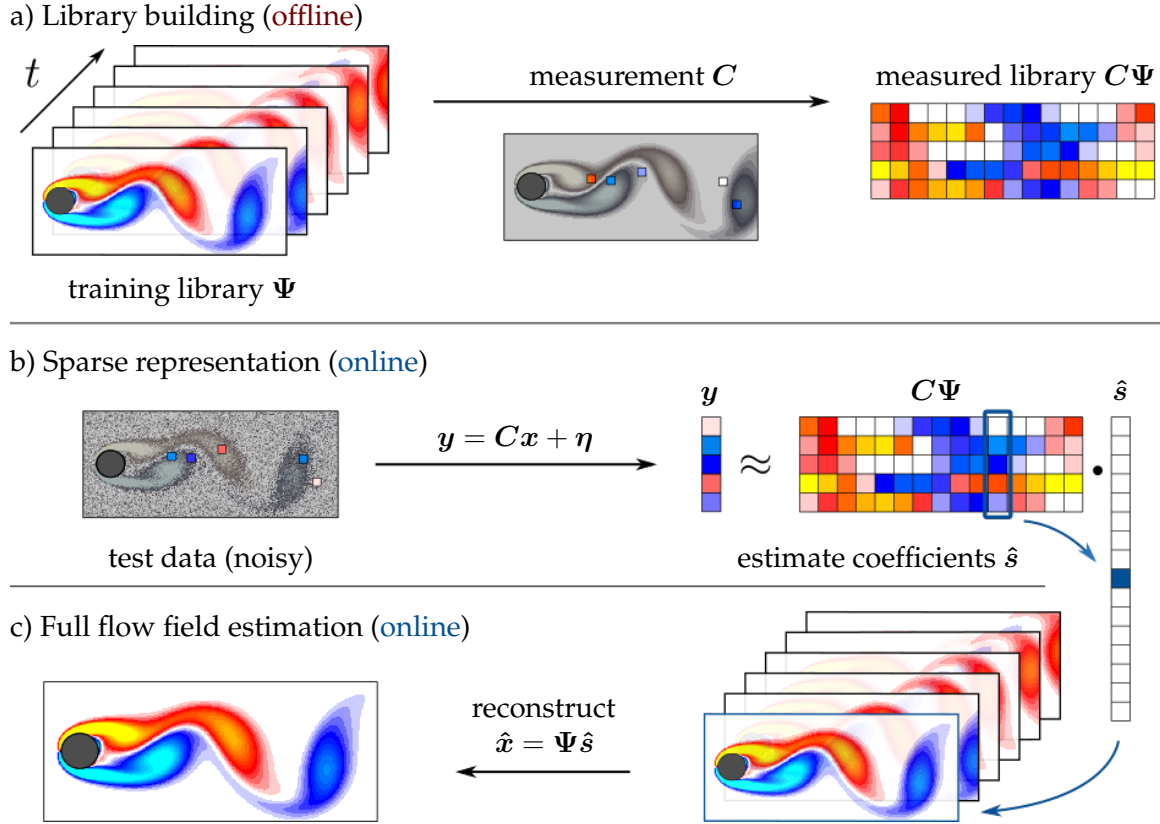 a) Library building (offline)
t
measurement C
measured library CΨ
training library Ψ
b) Sparse representation (online)
y
CΨ
ŝ
y = Cx + η
≈
•
test data (noisy)
estimate coefficients ŝ
c) Full flow field estimation (online)
reconstruct
x̂ = Ψŝ